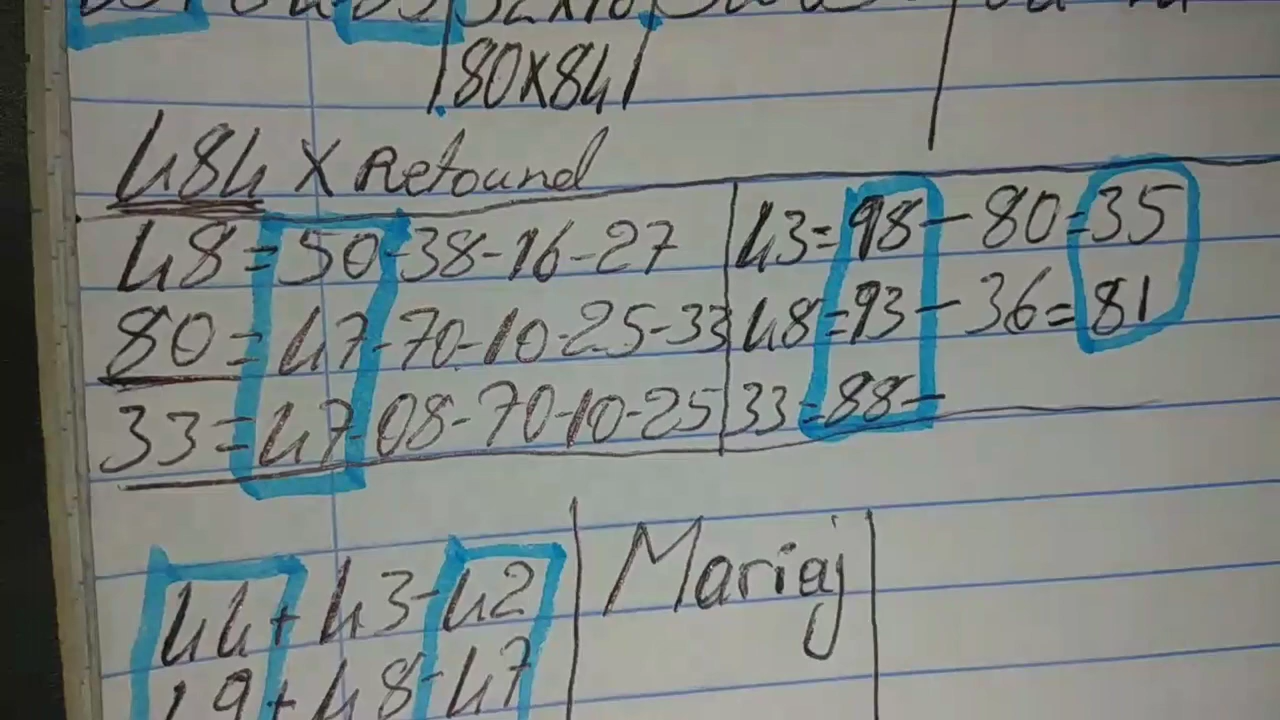 80X84
484 X Retound
48=50-38-16-27 43=98-80=35
80=47-70-10-25-33 48=93-36=81
33=47-08-70-10-25 33=88-
44+43-42 Mariaj
49+48-47